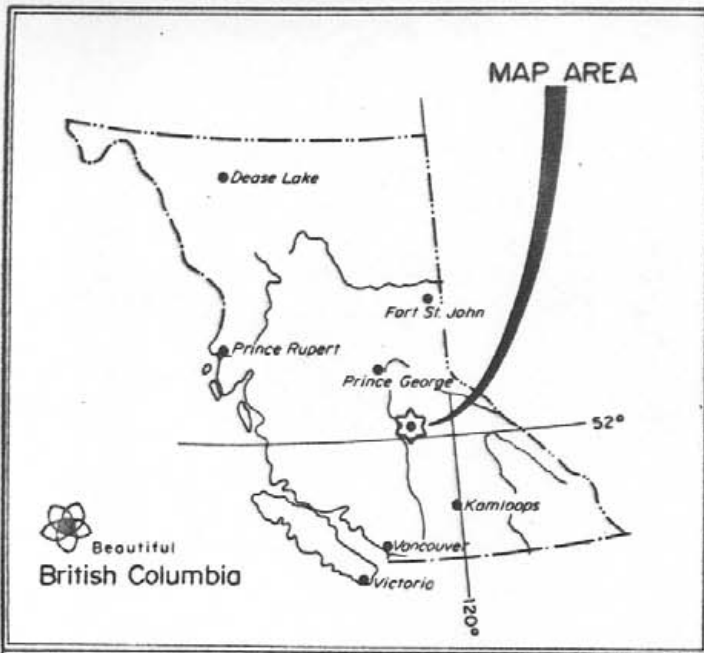 MAP AREA
Dease Lake
Fort St. John
Prince Rupert
Prince George
52°
Kamloops
Beautiful
Vancouver
British Columbia
Victoria
120°